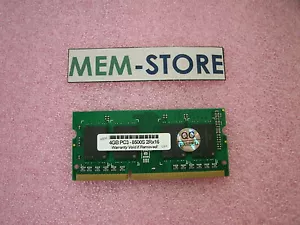 MEM-STORE
4GB PC3 - 8500S 2Rx16
Warranty Void If Removed
QC